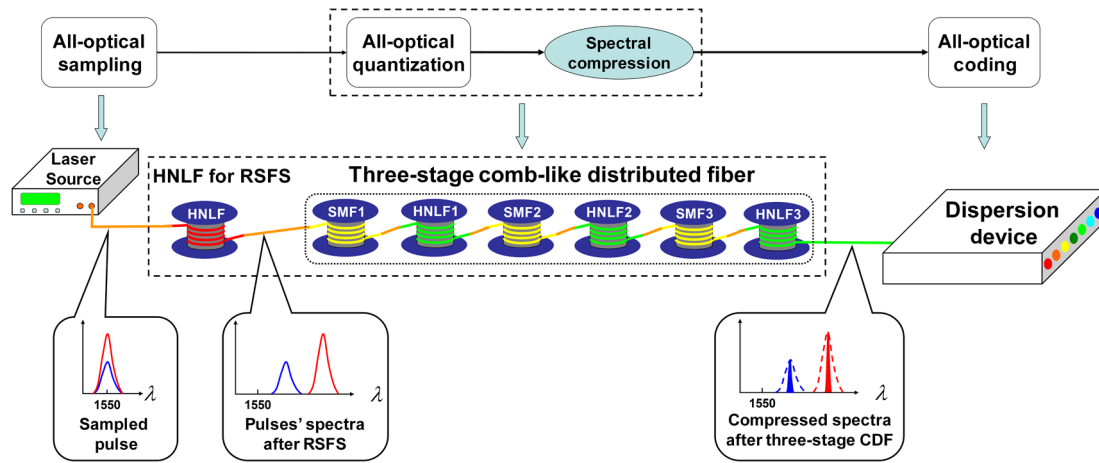 All-optical
sampling
All-optical
quantization
Spectral
compression
All-optical
coding
Laser
Source
HNLF for RSFS
Three-stage comb-like distributed fiber
HNLF
SMF1
HNLF1
SMF2
HNLF2
SMF3
HNLF3
Dispersion
device
λ
1550
Sampled
pulse
λ
1550
Pulses' spectra
after RSFS
λ
1550
Compressed spectra
after three-stage CDF